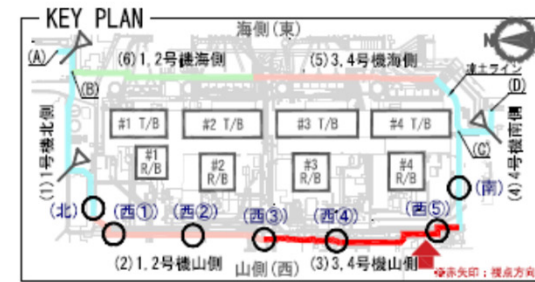 KEY PLAN
海側(東)
N
(A)
(6)1,2号機海側
(5)3,4号機海側
凍土ライン
(B)
(D)
#1 T/B
#2 T/B
#3 T/B
#4 T/B
(C)
(1)1号機北側
#1
R/B
#2
R/B
#3
R/B
#4
R/B
(4)4号機南側
(北)
(西①)
(西②)
(西③)
(西④)
(西⑤)
(南)
(2)1,2号機山側
山側(西)
(3)3,4号機山側
※赤矢印:視点方向